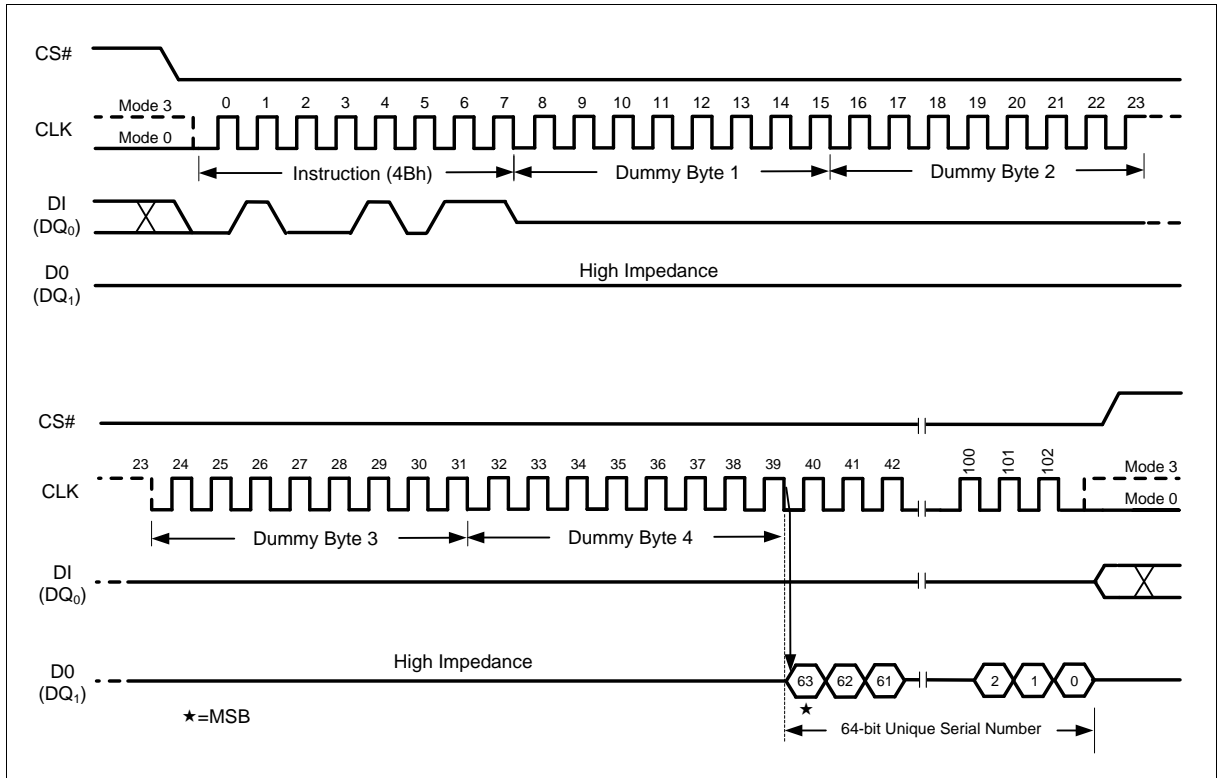 CS#
Mode 3
0 1 2 3 4 5 6 7 8 9 10 11 12 13 14 15 16 17 18 19 20 21 22 23
CLK
Mode 0
Instruction (4Bh)
Dummy Byte 1
Dummy Byte 2
DI
(DQ₀)
D0
(DQ₁)
High Impedance
CS#
23 24 25 26 27 28 29 30 31 32 33 34 35 36 37 38 39 40 41 42 100 101 102
Mode 3
CLK
Mode 0
Dummy Byte 3
Dummy Byte 4
DI
(DQ₀)
D0
(DQ₁)
High Impedance
63 62 61 2 1 0
★=MSB
★
64-bit Unique Serial Number